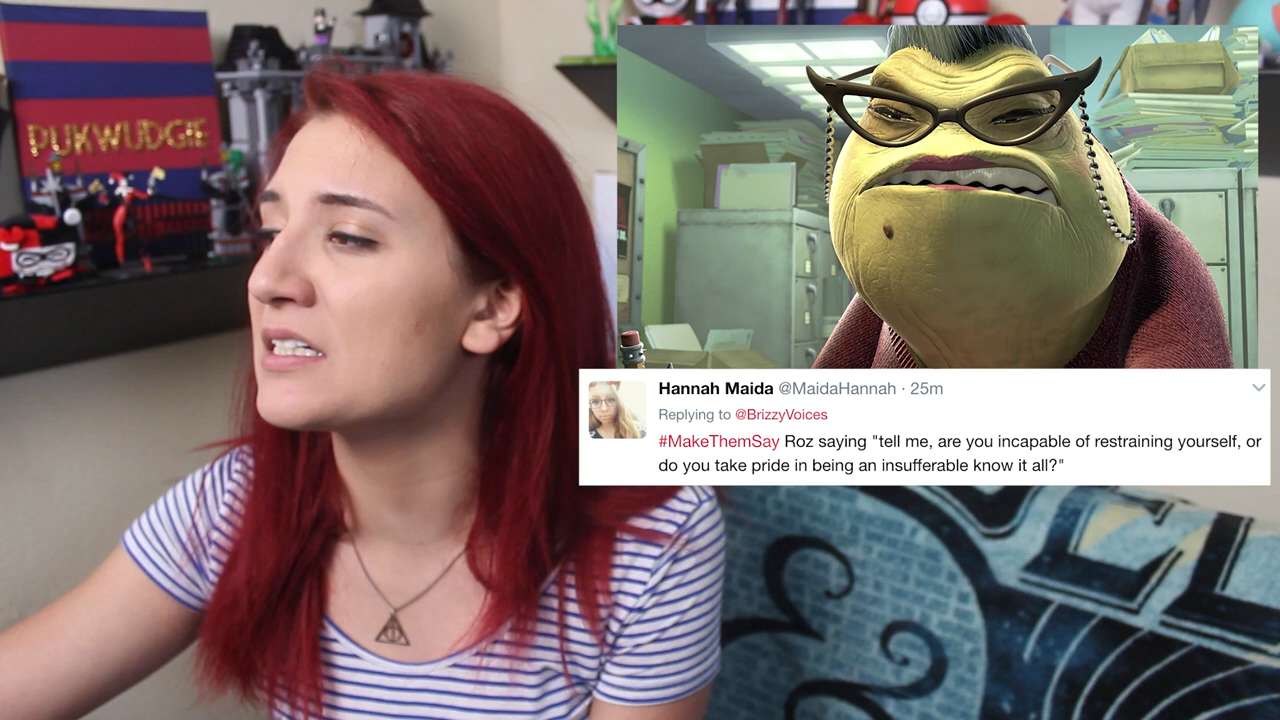 PUKWUDGIE
Hannah Maida @MaidaHannah · 25m
Replying to @BrizzyVoices
#MakeThemSay Roz saying "tell me, are you incapable of restraining yourself, or
do you take pride in being an insufferable know it all?"